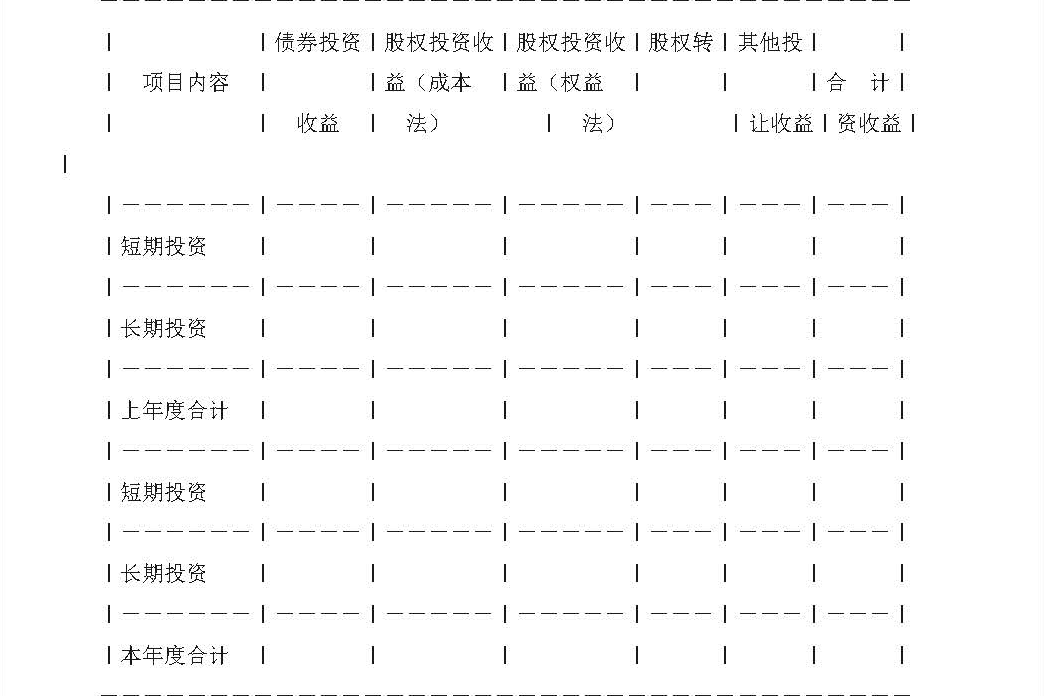 －－－－－－－－－－－－－－－－－－－－－－－－－－－－－－－－－－－－－
｜　　　　　　｜债券投资｜股权投资收｜股权投资收｜股权转｜其他投｜　　　｜
｜　项目内容　｜　　　　｜益（成本　｜益（权益　｜　　　｜　　　｜合　计｜
｜　　　　　　｜　收益　｜　法）　　　　｜　法）　　　　　｜让收益｜资收益｜
｜
｜－－－－－－｜－－－－｜－－－－－｜－－－－－｜－－－｜－－－｜－－－｜
｜短期投资　　｜　　　　｜　　　　　｜　　　　　｜　　　｜　　　｜　　　｜
｜－－－－－－｜－－－－｜－－－－－｜－－－－－｜－－－｜－－－｜－－－｜
｜长期投资　　｜　　　　｜　　　　　｜　　　　　｜　　　｜　　　｜　　　｜
｜－－－－－－｜－－－－｜－－－－－｜－－－－－｜－－－｜－－－｜－－－｜
｜上年度合计　｜　　　　｜　　　　　｜　　　　　｜　　　｜　　　｜　　　｜
｜－－－－－－｜－－－－｜－－－－－｜－－－－－｜－－－｜－－－｜－－－｜
｜短期投资　　｜　　　　｜　　　　　｜　　　　　｜　　　｜　　　｜　　　｜
｜－－－－－－｜－－－－｜－－－－－｜－－－－－｜－－－｜－－－｜－－－｜
｜长期投资　　｜　　　　｜　　　　　｜　　　　　｜　　　｜　　　｜　　　｜
｜－－－－－－｜－－－－｜－－－－－｜－－－－－｜－－－｜－－－｜－－－｜
｜本年度合计　｜　　　　｜　　　　　｜　　　　　｜　　　｜　　　｜　　　｜
－－－－－－－－－－－－－－－－－－－－－－－－－－－－－－－－－－－－－